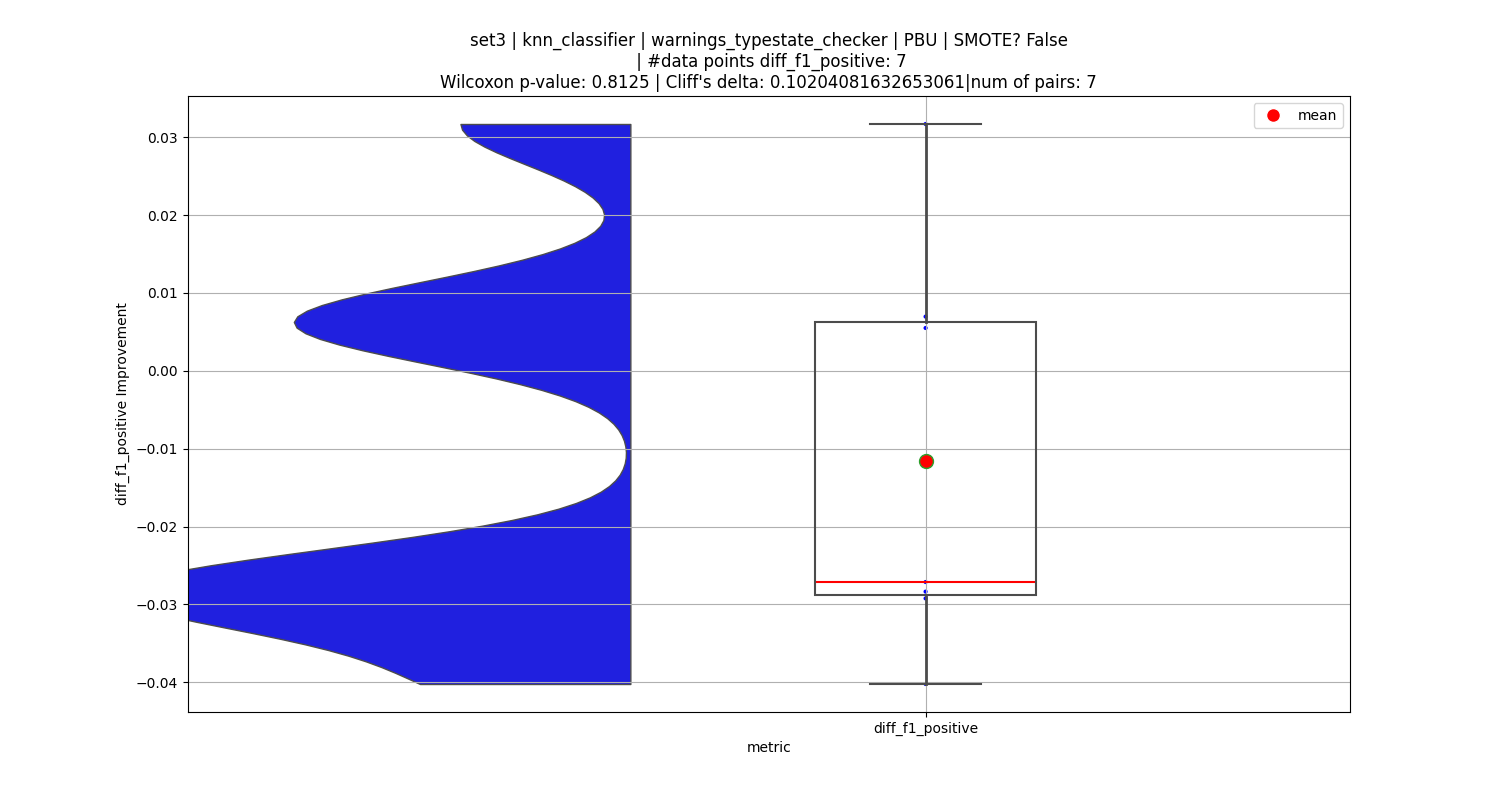 set3 | knn_classifier | warnings_typestate_checker | PBU | SMOTE? False
| #data points diff_f1_positive: 7
Wilcoxon p-value: 0.8125 | Cliff's delta: 0.10204081632653061|num of pairs: 7
mean
0.03
0.02
0.01
0.00
−0.01
−0.02
−0.03
−0.04
diff_f1_positive Improvement
diff_f1_positive
metric